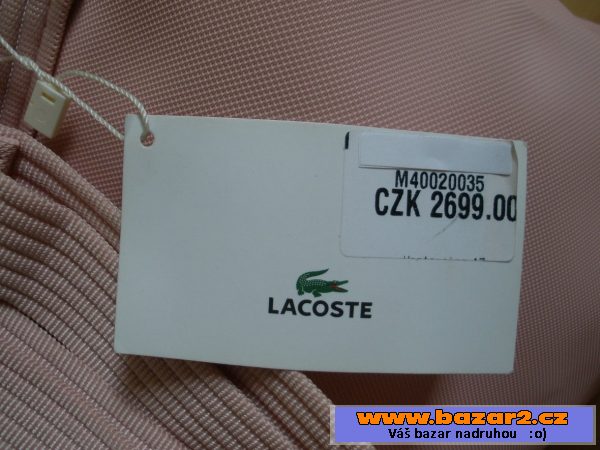 M40020035
CZK 2699.00
LACOSTE
www.bazar2.cz
Váš bazar nadruhou :o)